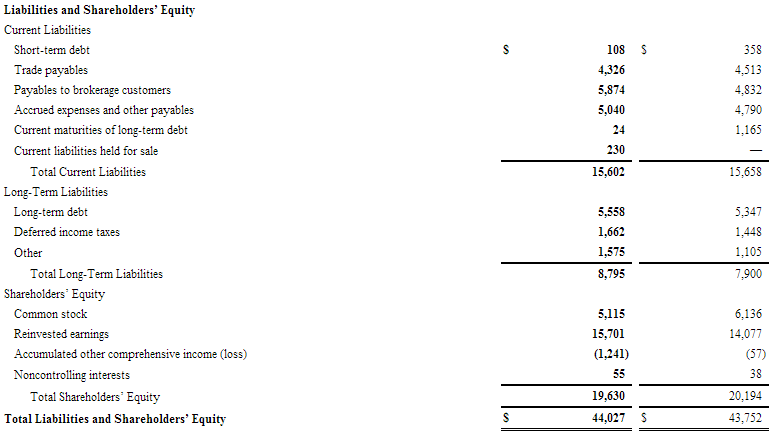 Liabilities and Shareholders’ Equity
Current Liabilities
Short-term debt $ 108 $ 358
Trade payables 4,326 4,513
Payables to brokerage customers 5,874 4,832
Accrued expenses and other payables 5,040 4,790
Current maturities of long-term debt 24 1,165
Current liabilities held for sale 230 —
Total Current Liabilities 15,602 15,658
Long-Term Liabilities
Long-term debt 5,558 5,347
Deferred income taxes 1,662 1,448
Other 1,575 1,105
Total Long-Term Liabilities 8,795 7,900
Shareholders’ Equity
Common stock 5,115 6,136
Reinvested earnings 15,701 14,077
Accumulated other comprehensive income (loss) (1,241) (57)
Noncontrolling interests 55 38
Total Shareholders’ Equity 19,630 20,194
Total Liabilities and Shareholders’ Equity $ 44,027 $ 43,752